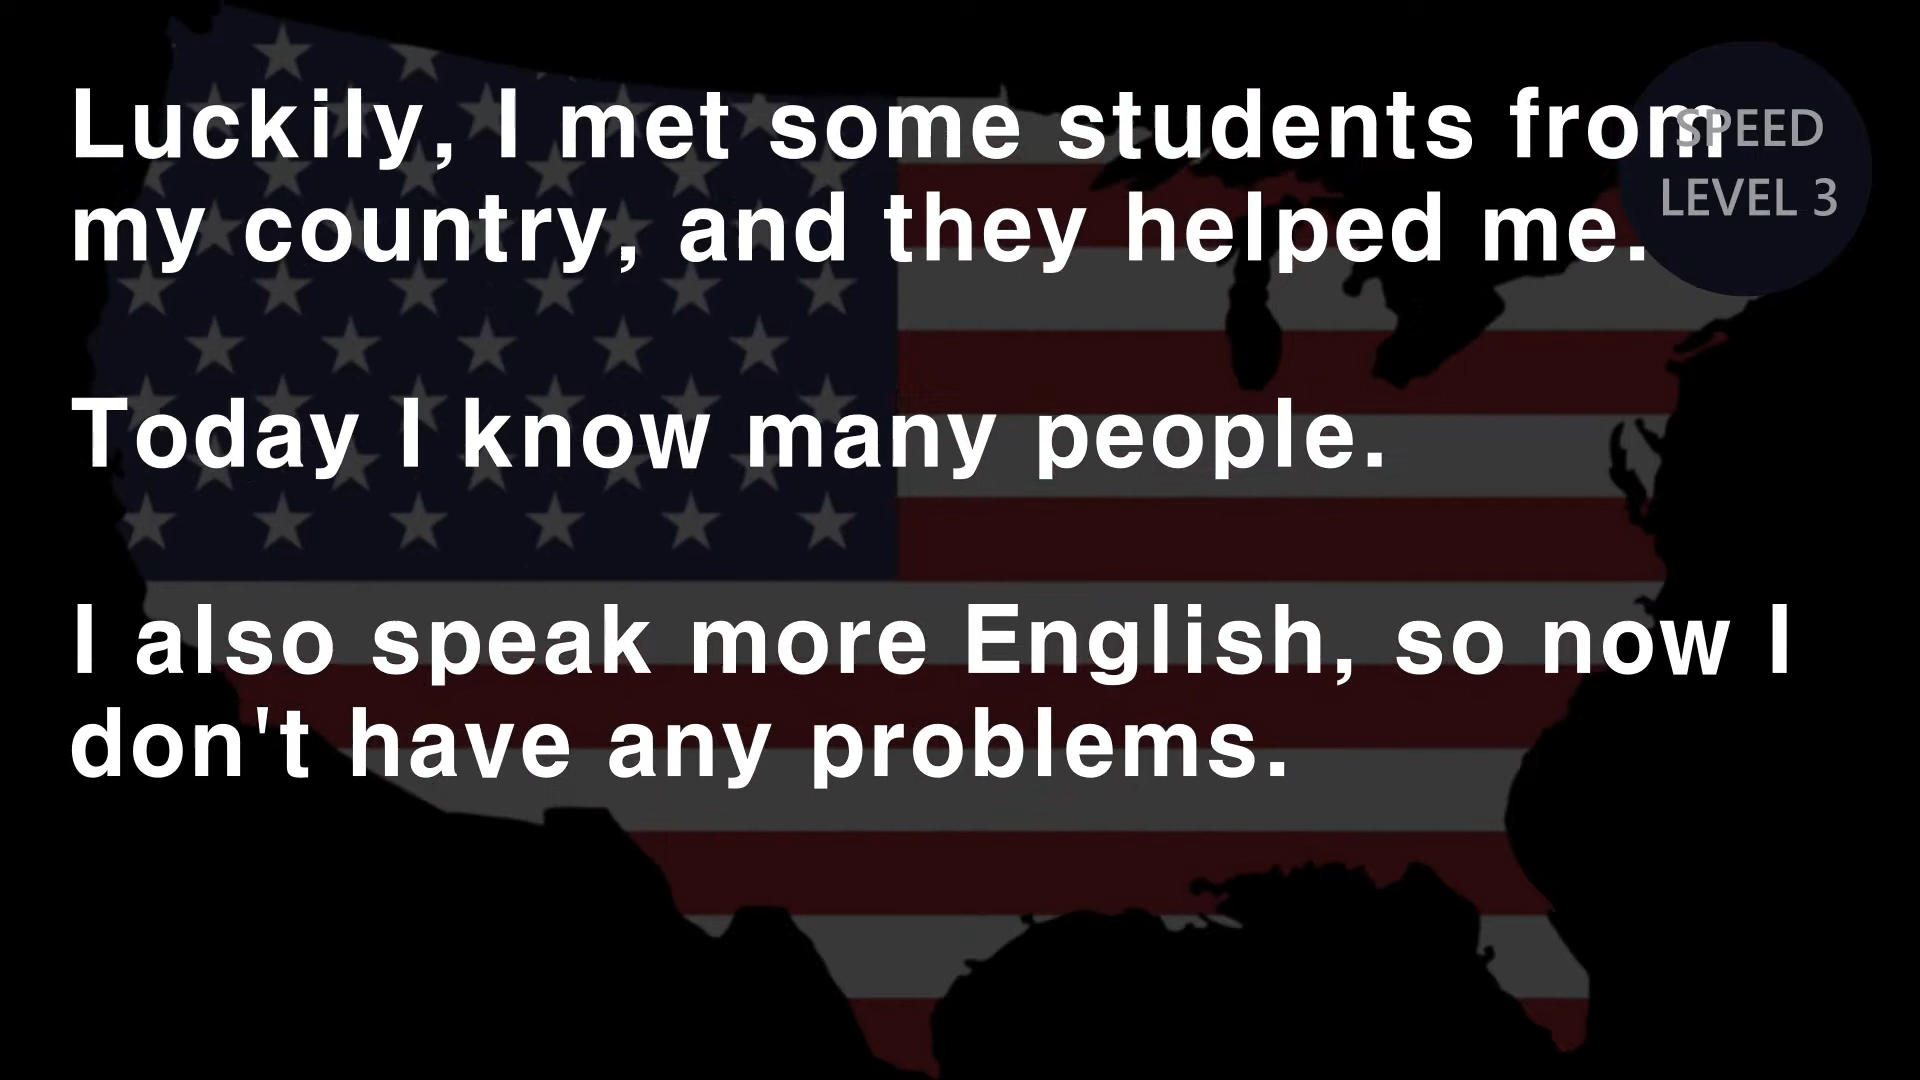 Luckily, I met some students from
my country, and they helped me.
SPEED
LEVEL 3
Today I know many people.
I also speak more English, so now I
don't have any problems.